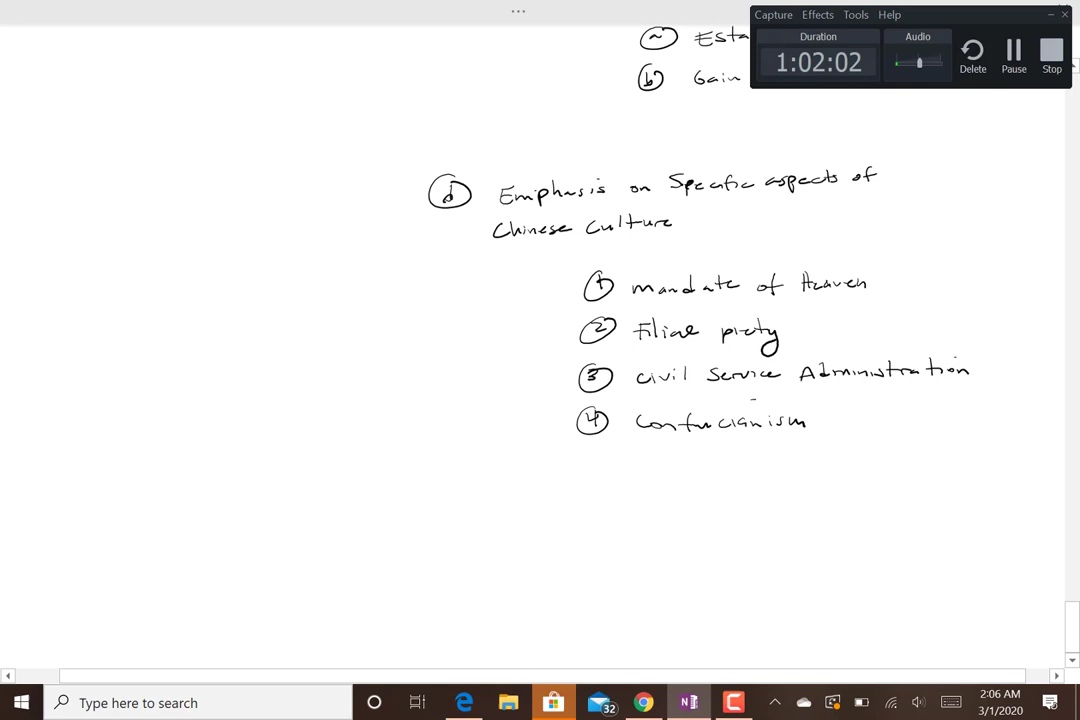 Capture Effects Tools Help
Duration
Audio
1:02:02
Delete Pause Stop
a Esta
b Gain
d Emphasis on Specific aspects of
Chinese Culture
1 mandate of Heaven
2 Filial piety
3 civil Service Administration
4 Confucianism
Type here to search
32
2:06 AM
3/1/2020